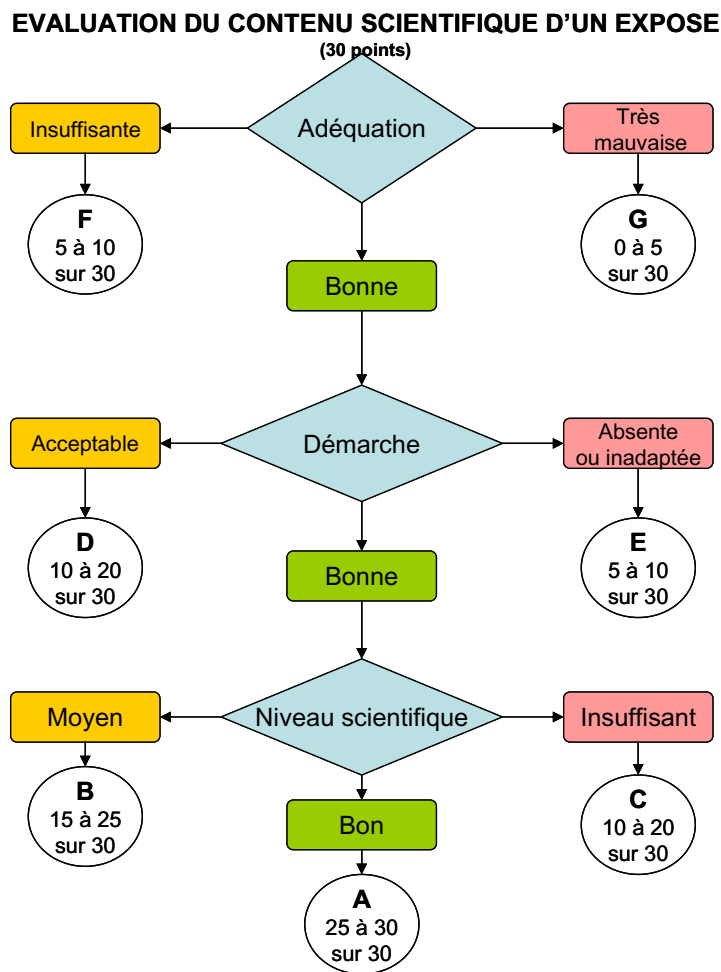 EVALUATION DU CONTENU SCIENTIFIQUE D'UN EXPOSE
(30 points)
Insuffisante
Adéquation
Très
mauvaise
F
5 à 10
sur 30
G
0 à 5
sur 30
Bonne
Acceptable
Démarche
Absente
ou inadaptée
D
10 à 20
sur 30
E
5 à 10
sur 30
Bonne
Moyen
Niveau scientifique
Insuffisant
B
15 à 25
sur 30
Bon
C
10 à 20
sur 30
A
25 à 30
sur 30